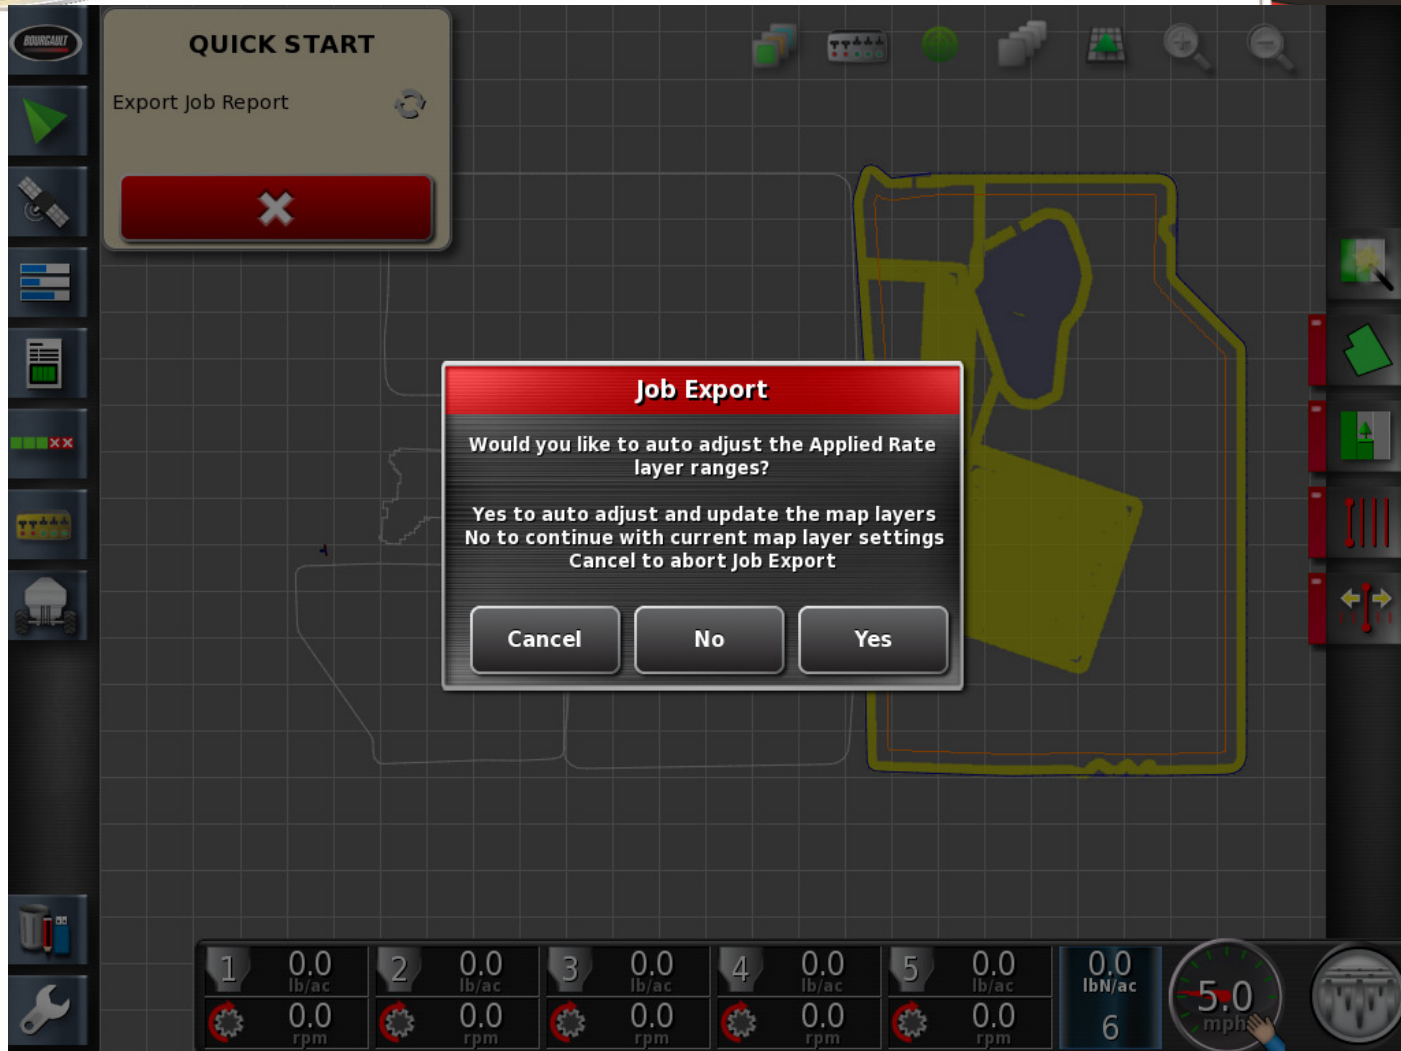 BOURGAULT
QUICK START
Export Job Report
Job Export
Would you like to auto adjust the Applied Rate
layer ranges?
Yes to auto adjust and update the map layers
No to continue with current map layer settings
Cancel to abort Job Export
Cancel
No
Yes
1
0.0
lb/ac
0.0
rpm
2
0.0
lb/ac
0.0
rpm
3
0.0
lb/ac
0.0
rpm
4
0.0
lb/ac
0.0
rpm
5
0.0
lb/ac
0.0
rpm
0.0
lbN/ac
6
5.0
mph